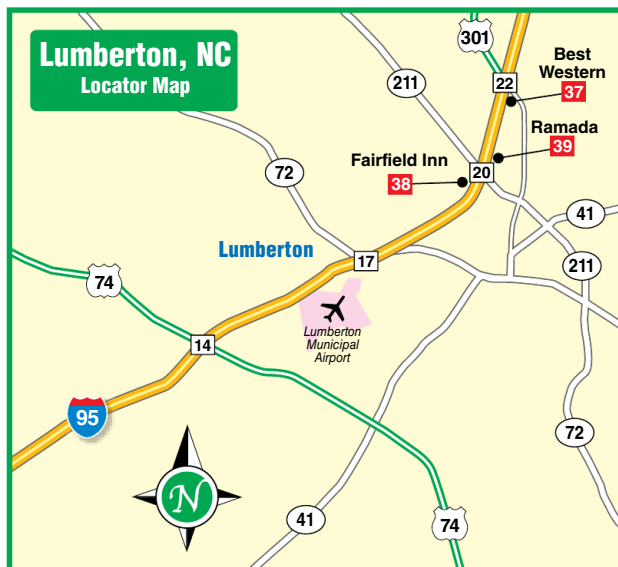 Lumberton, NC
Locator Map
301
211
22
Best
Western
37
Ramada
39
Fairfield Inn
38
20
72
41
Lumberton
17
211
74
Lumberton
Municipal
Airport
14
95
72
N
41
74